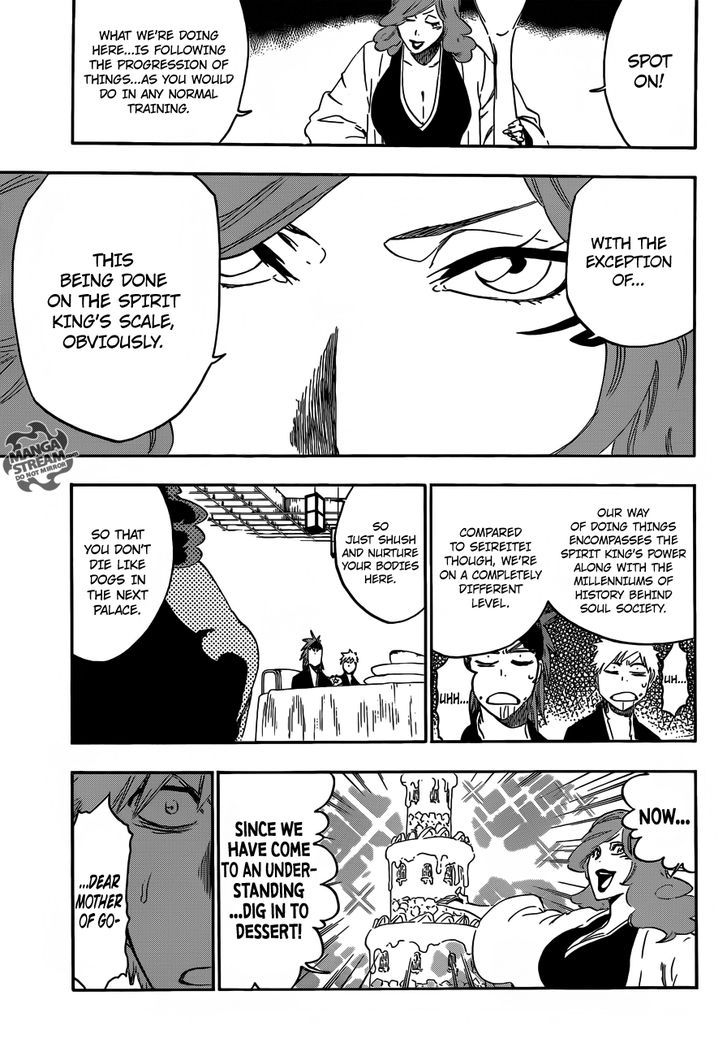 SPOT
ON!
WHAT WE'RE DOING
HERE...IS FOLLOWING
THE PROGRESSION OF
THINGS...AS YOU WOULD
DO IN ANY NORMAL
TRAINING.
WITH THE
EXCEPTION
OF...
THIS
BEING DONE
ON THE SPIRIT
KING'S SCALE,
OBVIOUSLY.
MANGA
STREAM.com
DO NOT MIRROR
OUR WAY
OF DOING THINGS
ENCOMPASSES THE
SPIRIT KING'S POWER
ALONG WITH THE
MILLENNIUMS OF
HISTORY BEHIND
SOUL SOCIETY.
COMPARED
TO SEIREITEI
THOUGH, WE'RE
ON A COMPLETELY
DIFFERENT
LEVEL.
UH...
UHH...
SO
JUST SHUSH
AND NURTURE
YOUR BODIES
HERE.
SO THAT
YOU DON'T
DIE LIKE
DOGS IN
THE NEXT
PALACE.
NOW...
SINCE WE
HAVE COME
TO AN UNDER-
STANDING
...DIG IN TO
DESSERT!
...DEAR
MOTHER
OF GO-